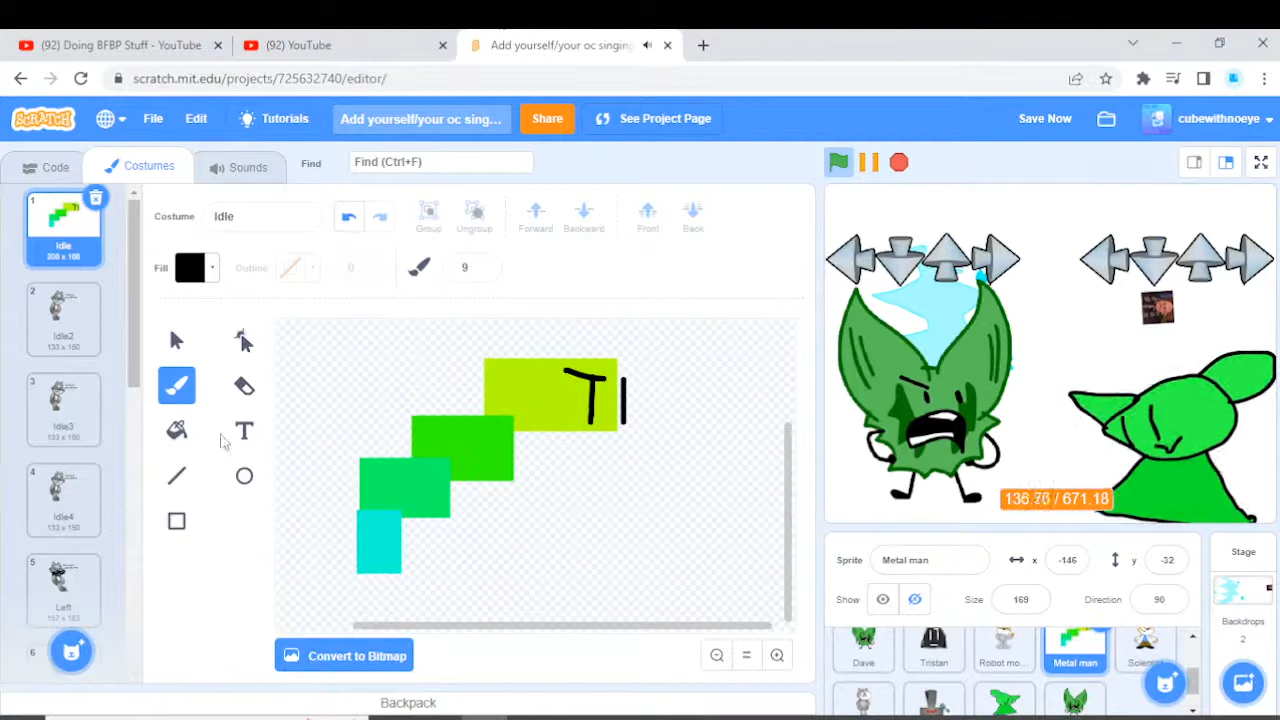 (92) Doing BFBP Stuff - YouTube
(92) YouTube
Add yourself/your oc singing
scratch.mit.edu/projects/725632740/editor/
SCRATCH
File
Edit
Tutorials
Add yourself/your oc sing...
Share
See Project Page
Save Now
cubewithnoeye
Code
Costumes
Sounds
Find
Find (Ctrl+F)
1
Idle
208 x 166
2
Idle2
133 x 150
3
Idle3
133 x 150
4
Idle4
133 x 150
5
Left
157 x 163
6
Costume
Idle
Group
Ungroup
Forward
Backward
Front
Back
Fill
Outline
0
9
T
TI
Convert to Bitmap
Backpack
136.76 / 671.18
Sprite
Metal man
x
-146
y
-32
Show
Size
169
Direction
90
Dave
Tristan
Robot mo...
Metal man
Stage
Backdrops
2